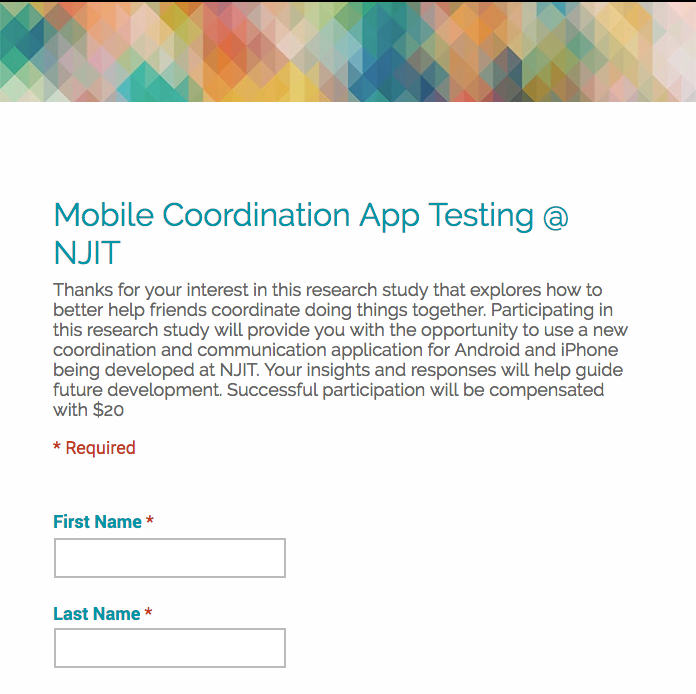 Mobile Coordination App Testing @
NJIT
Thanks for your interest in this research study that explores how to
better help friends coordinate doing things together. Participating in
this research study will provide you with the opportunity to use a new
coordination and communication application for Android and iPhone
being developed at NJIT. Your insights and responses will help guide
future development. Successful participation will be compensated
with $20
* Required
First Name *
Last Name *